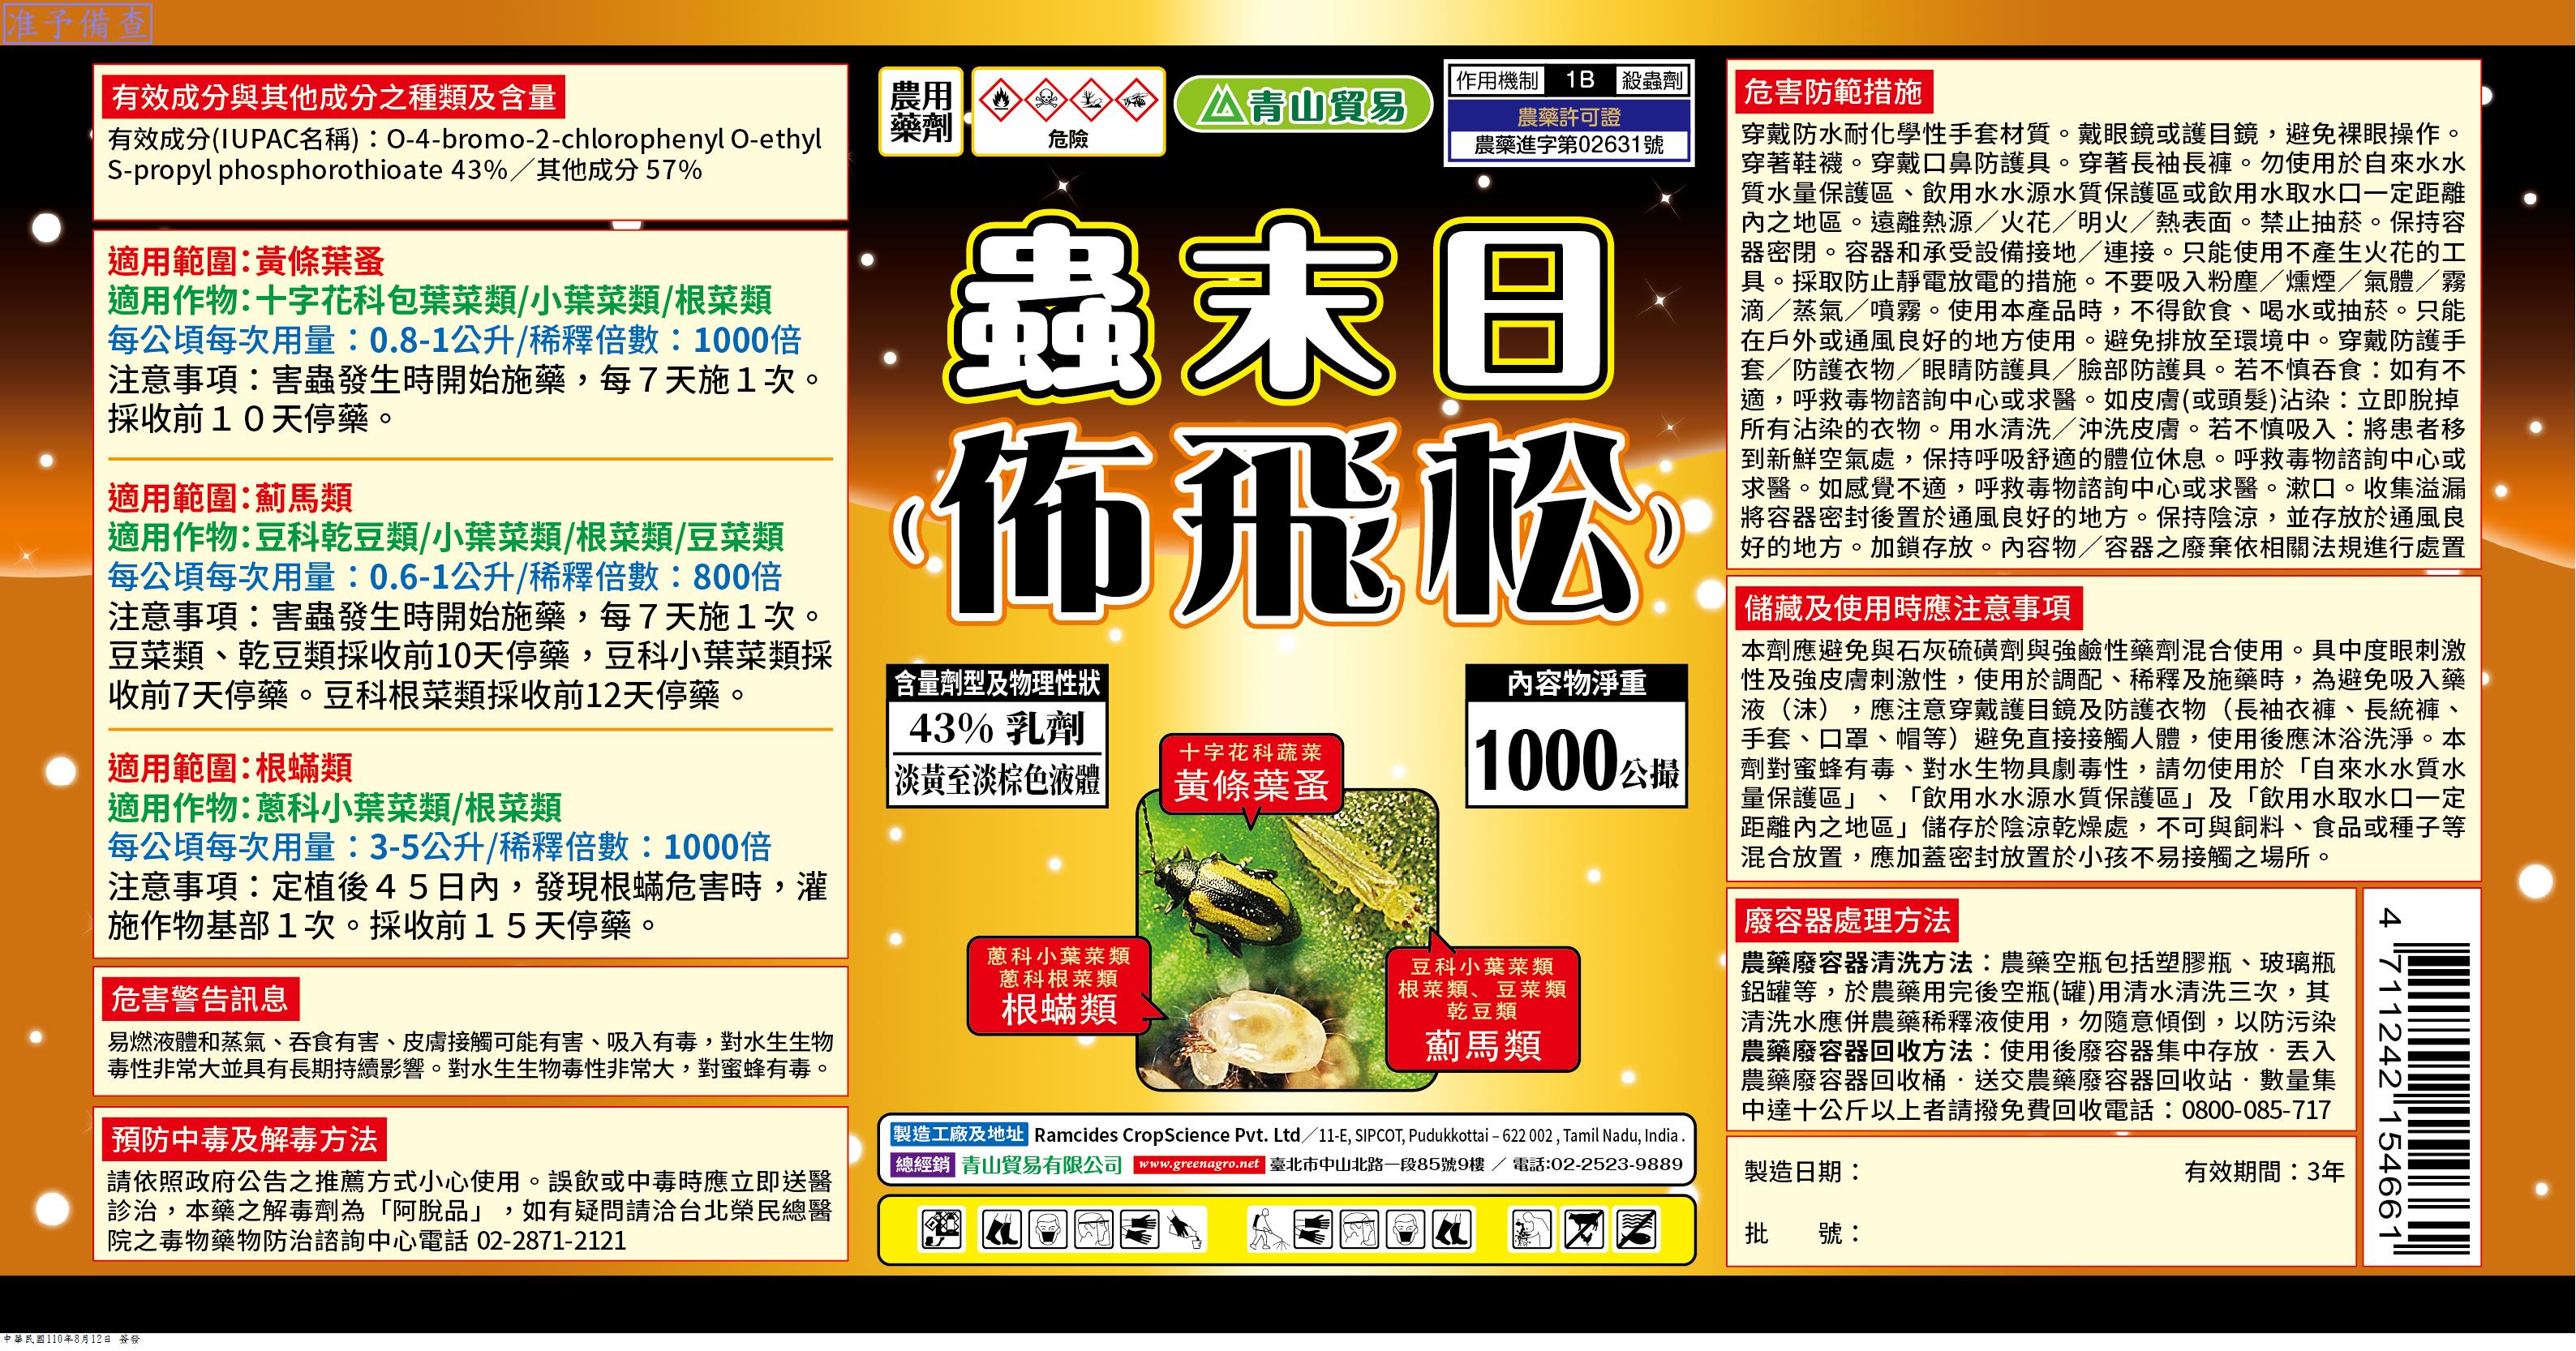 准予備查
有效成分與其他成分之種類及含量
有效成分(IUPAC名稱)：O-4-bromo-2-chlorophenyl O-ethyl
S-propyl phosphorothioate 43%／其他成分 57%
適用範圍:黃條葉蚤
適用作物:十字花科包葉菜類/小葉菜類/根菜類
每公頃每次用量：0.8-1公升/稀釋倍數：1000倍
注意事項：害蟲發生時開始施藥，每７天施１次。
採收前１０天停藥。
適用範圍:薊馬類
適用作物:豆科乾豆類/小葉菜類/根菜類/豆菜類
每公頃每次用量：0.6-1公升/稀釋倍數：800倍
注意事項：害蟲發生時開始施藥，每７天施１次。
豆菜類、乾豆類採收前10天停藥，豆科小葉菜類採
收前7天停藥。豆科根菜類採收前12天停藥。
適用範圍:根蟎類
適用作物:蔥科小葉菜類/根菜類
每公頃每次用量：3-5公升/稀釋倍數：1000倍
注意事項：定植後４５日內，發現根蟎危害時，灌
施作物基部１次。採收前１５天停藥。
危害警告訊息
易燃液體和蒸氣、吞食有害、皮膚接觸可能有害、吸入有毒，對水生生物
毒性非常大並具有長期持續影響。對水生生物毒性非常大，對蜜蜂有毒。
預防中毒及解毒方法
請依照政府公告之推薦方式小心使用。誤飲或中毒時應立即送醫
診治，本藥之解毒劑為「阿脫品」，如有疑問請洽台北榮民總醫
院之毒物藥物防治諮詢中心電話 02-2871-2121
農用
藥劑
危險
青山貿易
作用機制 1B 殺蟲劑
農藥許可證
農藥進字第02631號
蟲末日
(佈飛松)
含量劑型及物理性狀
43% 乳劑
淡黃至淡棕色液體
內容物淨重
1000公撮
十字花科蔬菜
黃條葉蚤
蔥科小葉菜類
蔥科根菜類
根蟎類
豆科小葉菜類
根菜類、豆菜類
乾豆類
薊馬類
製造工廠及地址 Ramcides CropScience Pvt. Ltd／11-E, SIPCOT, Pudukkottai – 622 002 , Tamil Nadu, India .
總經銷 青山貿易有限公司 www.greenagro.net 臺北市中山北路一段85號9樓 ／ 電話:02-2523-9889
危害防範措施
穿戴防水耐化學性手套材質。戴眼鏡或護目鏡，避免裸眼操作。
穿著鞋襪。穿戴口鼻防護具。穿著長袖長褲。勿使用於自來水水
質水量保護區、飲用水水源水質保護區或飲用水取水口一定距離
內之地區。遠離熱源／火花／明火／熱表面。禁止抽菸。保持容
器密閉。容器和承受設備接地／連接。只能使用不產生火花的工
具。採取防止靜電放電的措施。不要吸入粉塵／燻煙／氣體／霧
滴／蒸氣／噴霧。使用本產品時，不得飲食、喝水或抽菸。只能
在戶外或通風良好的地方使用。避免排放至環境中。穿戴防護手
套／防護衣物／眼睛防護具／臉部防護具。若不慎吞食：如有不
適，呼救毒物諮詢中心或求醫。如皮膚(或頭髮)沾染：立即脫掉
所有沾染的衣物。用水清洗／沖洗皮膚。若不慎吸入：將患者移
到新鮮空氣處，保持呼吸舒適的體位休息。呼救毒物諮詢中心或
求醫。如感覺不適，呼救毒物諮詢中心或求醫。漱口。收集溢漏
將容器密封後置於通風良好的地方。保持陰涼，並存放於通風良
好的地方。加鎖存放。內容物／容器之廢棄依相關法規進行處置
儲藏及使用時應注意事項
本劑應避免與石灰硫磺劑與強鹼性藥劑混合使用。具中度眼刺激
性及強皮膚刺激性，使用於調配、稀釋及施藥時，為避免吸入藥
液（沫），應注意穿戴護目鏡及防護衣物（長袖衣褲、長統褲、
手套、口罩、帽等）避免直接接觸人體，使用後應沐浴洗淨。本
劑對蜜蜂有毒、對水生物具劇毒性，請勿使用於「自來水水質水
量保護區」、「飲用水水源水質保護區」及「飲用水取水口一定
距離內之地區」儲存於陰涼乾燥處，不可與飼料、食品或種子等
混合放置，應加蓋密封放置於小孩不易接觸之場所。
廢容器處理方法
農藥廢容器清洗方法：農藥空瓶包括塑膠瓶、玻璃瓶
鋁罐等，於農藥用完後空瓶(罐)用清水清洗三次，其
清洗水應併農藥稀釋液使用，勿隨意傾倒，以防污染
農藥廢容器回收方法：使用後廢容器集中存放．丟入
農藥廢容器回收桶．送交農藥廢容器回收站．數量集
中達十公斤以上者請撥免費回收電話：0800-085-717
製造日期： 有效期間：3年
批 號：
4 711242 154661
中華民國110年8月12日 簽發